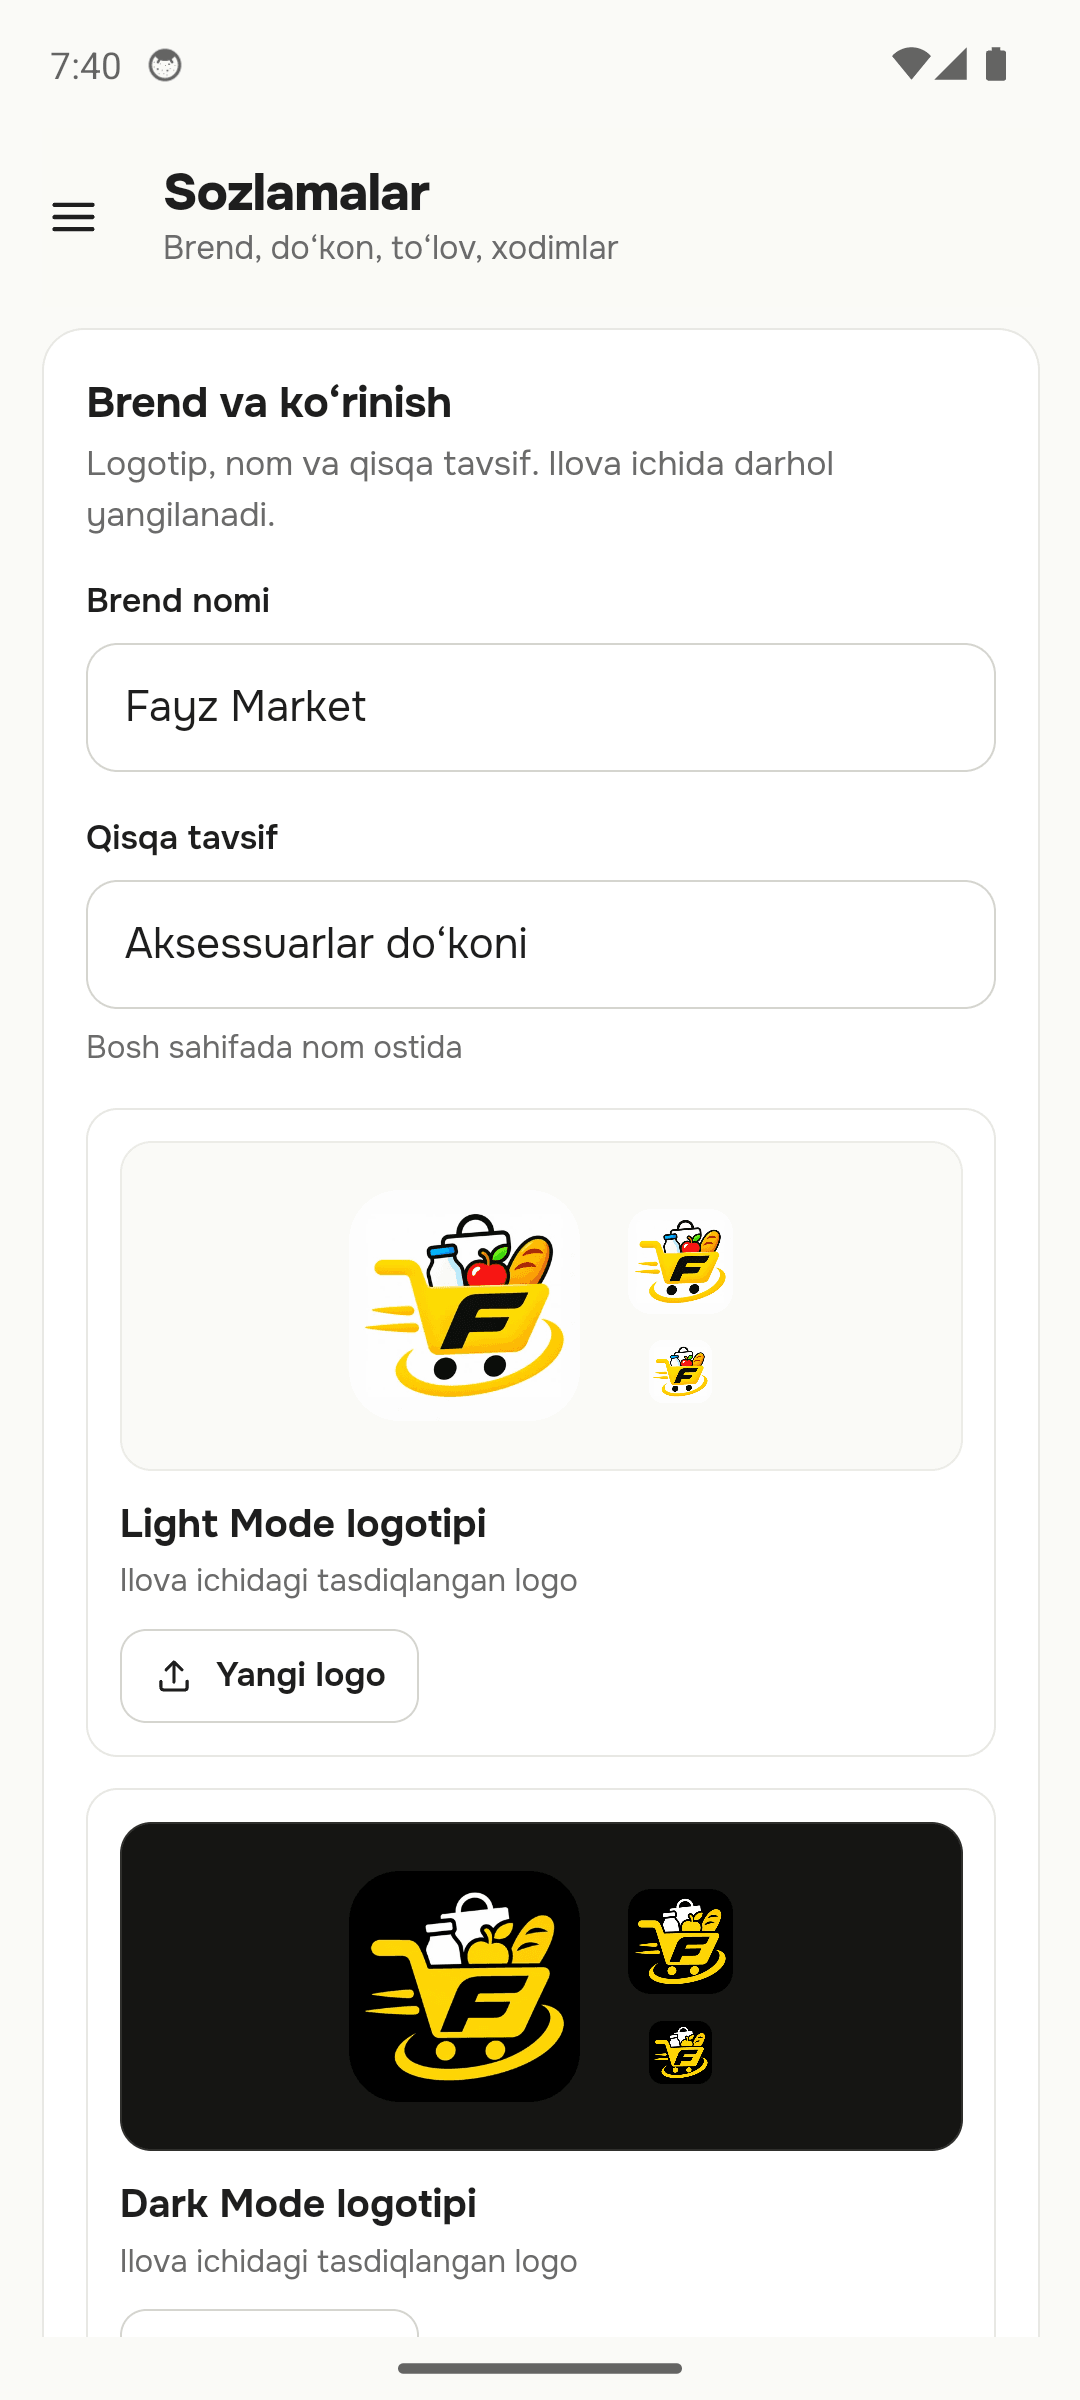 7:40
Sozlamalar
Brend, do‘kon, to‘lov, xodimlar
Brend va ko‘rinish
Logotip, nom va qisqa tavsif. Ilova ichida darhol
yangilanadi.
Brend nomi
Fayz Market
Qisqa tavsif
Aksessuarlar do‘koni
Bosh sahifada nom ostida
F
F
F
Light Mode logotipi
Ilova ichidagi tasdiqlangan logo
Yangi logo
F
F
F
Dark Mode logotipi
Ilova ichidagi tasdiqlangan logo